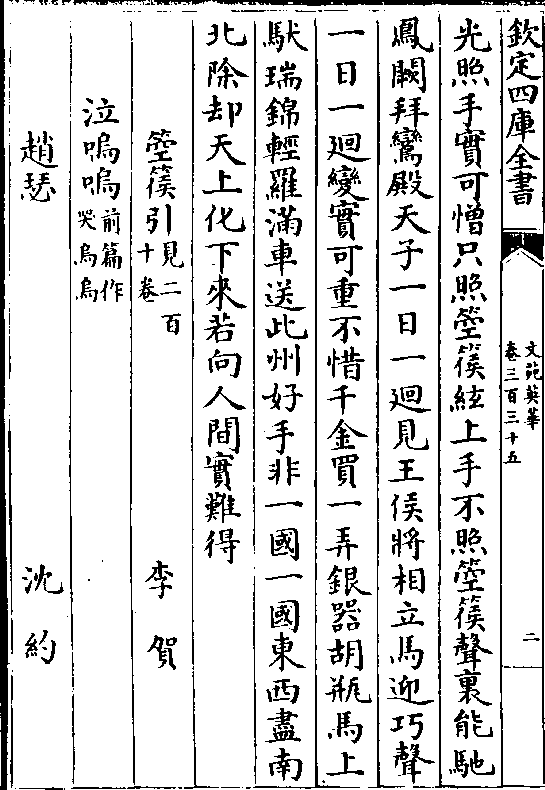 欽定四庫全書
文苑英華
卷三百三十五
二
光照手實可憎只照箜篌絃上手不照箜篌聲裏能馳
鳳闕拜鸞殿天子一日一迴見王侯將相立馬迎巧聲
一日一迴變實可重不惜千金買一弄銀器胡瓶馬上
馱瑞錦輕羅滿車送此州好手非一國一國東西盡南
北除却天上化下來若向人間實難得
箜篌引見二百十卷 李賀
泣嗚嗚前篇作哭烏烏
趙瑟 沈約